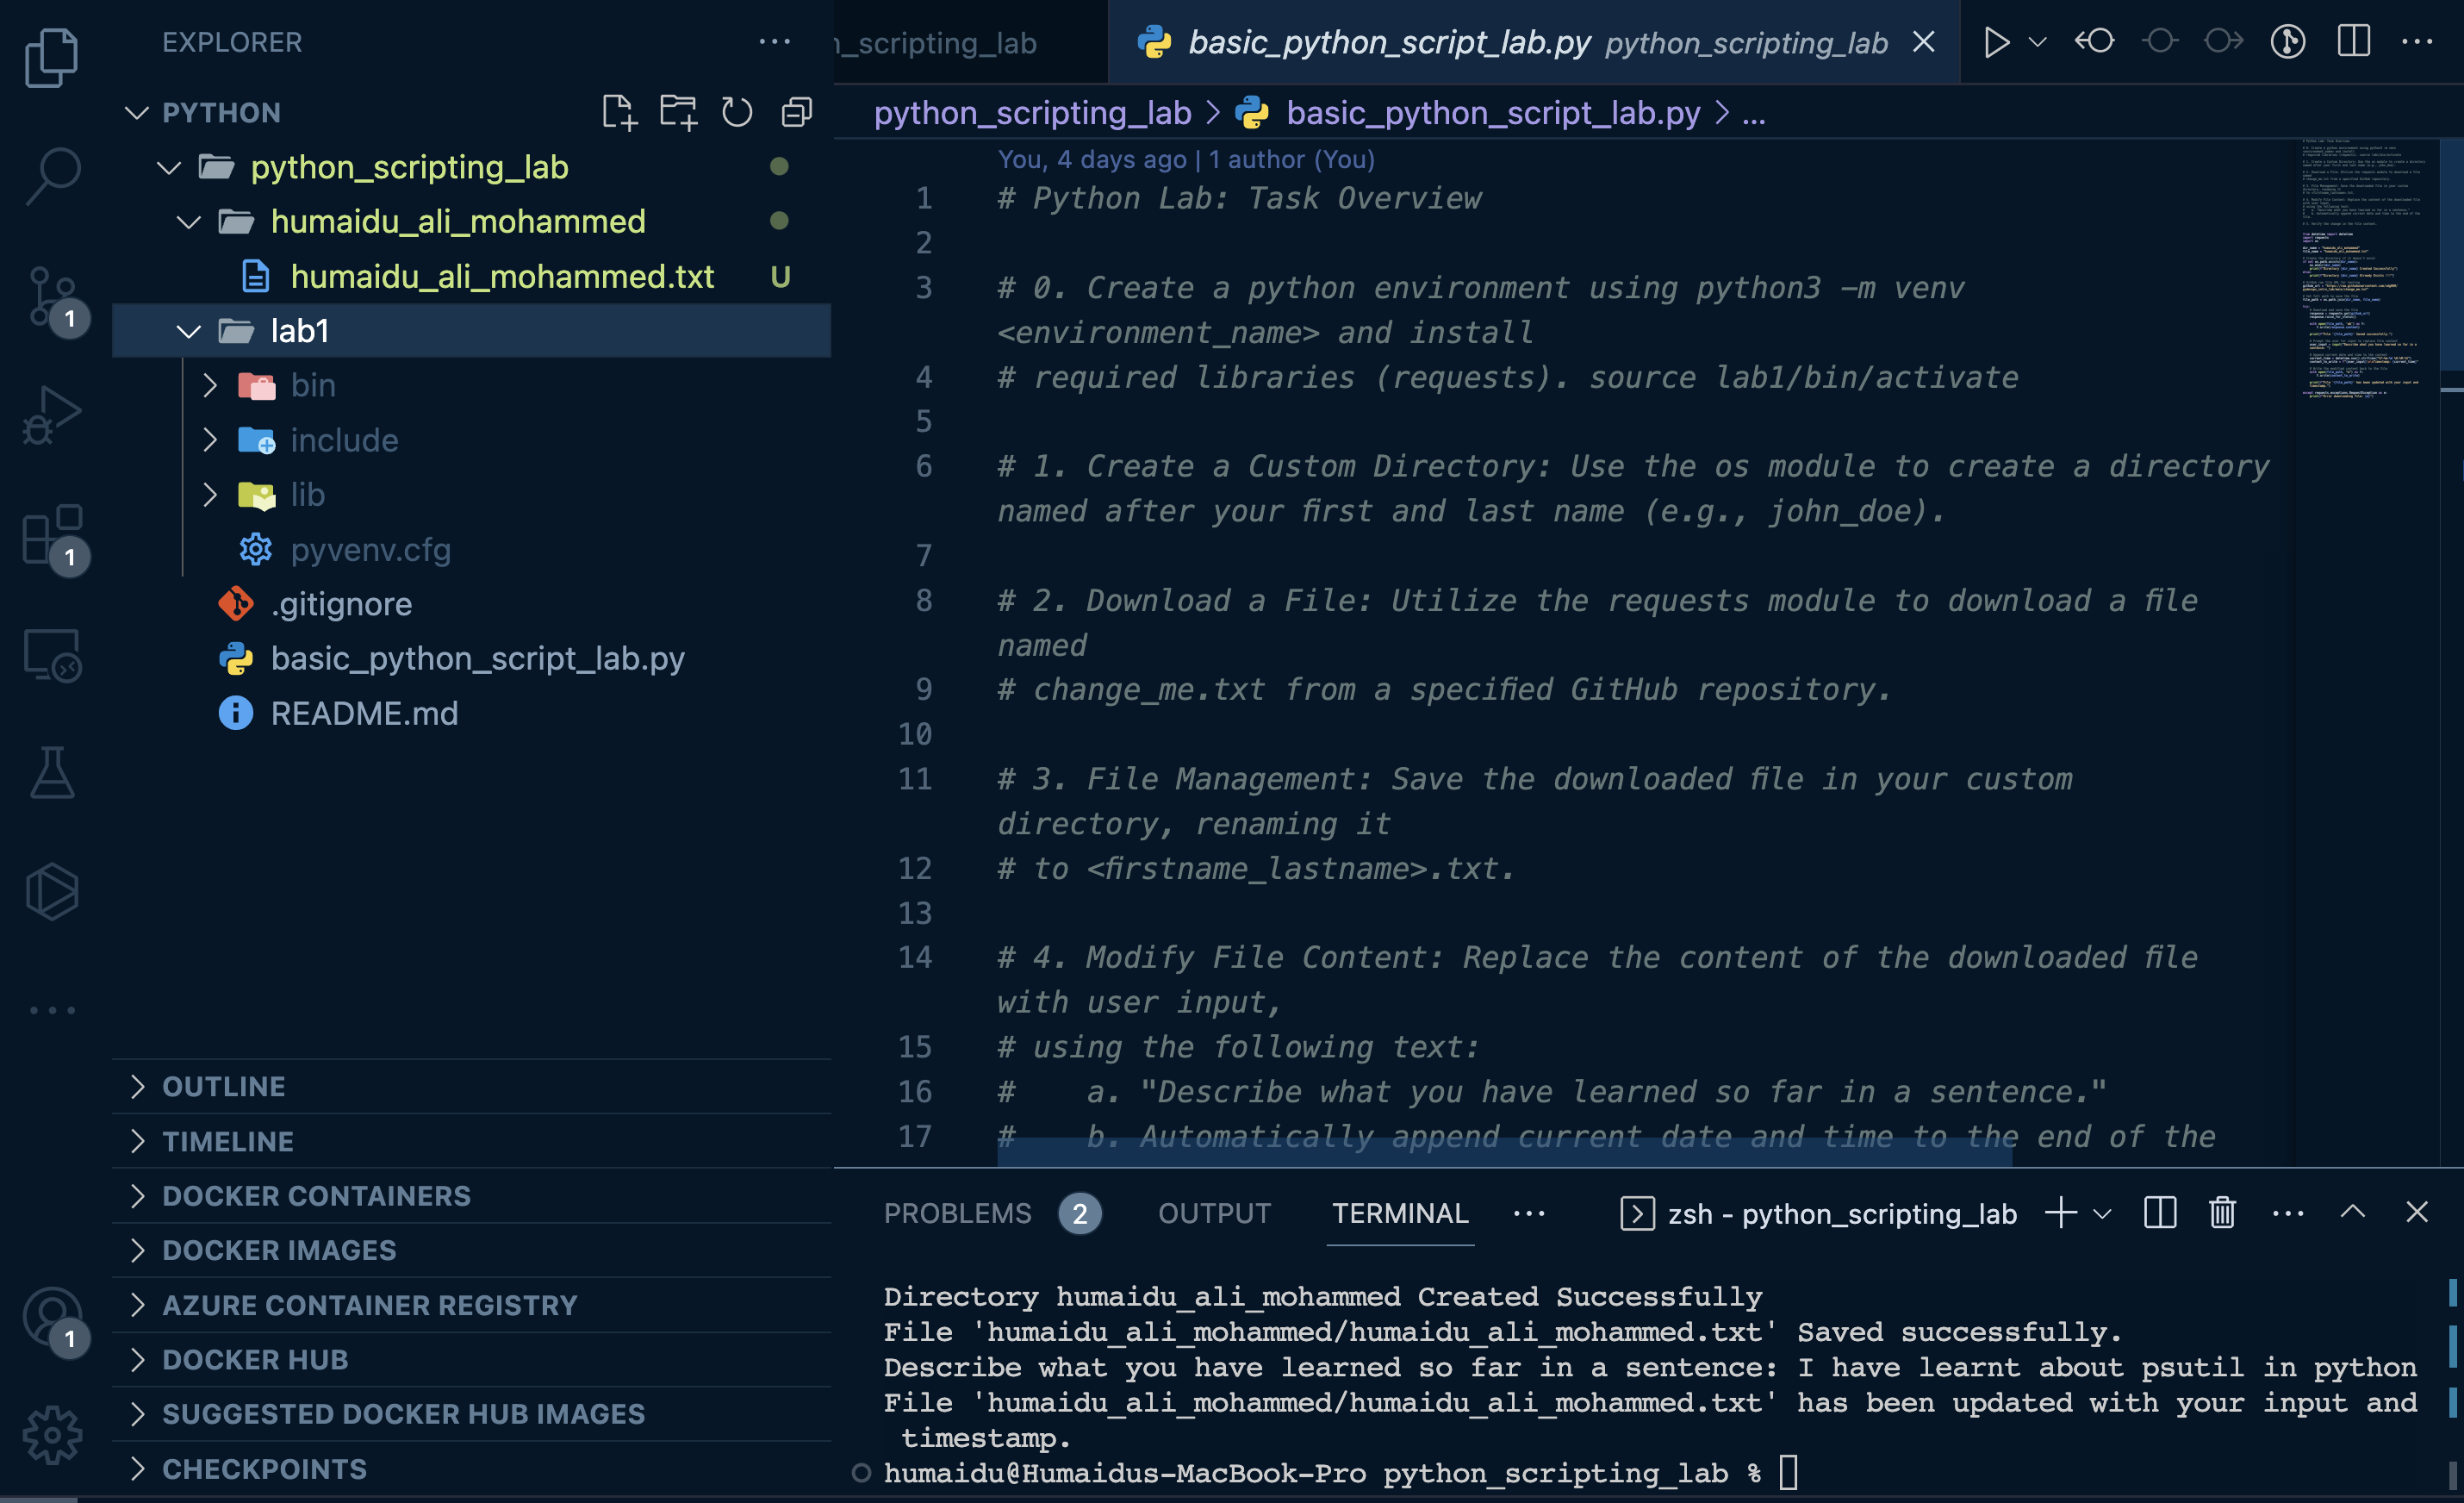 EXPLORER
PYTHON
python_scripting_lab
humaidu_ali_mohammed
humaidu_ali_mohammed.txt U
lab1
bin
include
lib
pyvenv.cfg
.gitignore
basic_python_script_lab.py
README.md
OUTLINE
TIMELINE
DOCKER CONTAINERS
DOCKER IMAGES
AZURE CONTAINER REGISTRY
DOCKER HUB
SUGGESTED DOCKER HUB IMAGES
CHECKPOINTS
1
1
1
_scripting_lab
basic_python_script_lab.py python_scripting_lab
python_scripting_lab > basic_python_script_lab.py > ...
You, 4 days ago | 1 author (You)
1 # Python Lab: Task Overview
2
3 # 0. Create a python environment using python3 -m venv
<environment_name> and install
4 # required libraries (requests). source lab1/bin/activate
5
6 # 1. Create a Custom Directory: Use the os module to create a directory
named after your first and last name (e.g., john_doe).
7
8 # 2. Download a File: Utilize the requests module to download a file
named
9 # change_me.txt from a specified GitHub repository.
10
11 # 3. File Management: Save the downloaded file in your custom
directory, renaming it
12 # to <firstname_lastname>.txt.
13
14 # 4. Modify File Content: Replace the content of the downloaded file
with user input,
15 # using the following text:
16 #    a. "Describe what you have learned so far in a sentence."
17 #    b. Automatically append current date and time to the end of the
PROBLEMS 2 OUTPUT TERMINAL zsh - python_scripting_lab
Directory humaidu_ali_mohammed Created Successfully
File 'humaidu_ali_mohammed/humaidu_ali_mohammed.txt' Saved successfully.
Describe what you have learned so far in a sentence: I have learnt about psutil in python
File 'humaidu_ali_mohammed/humaidu_ali_mohammed.txt' has been updated with your input and
timestamp.
humaidu@Humaidus-MacBook-Pro python_scripting_lab %